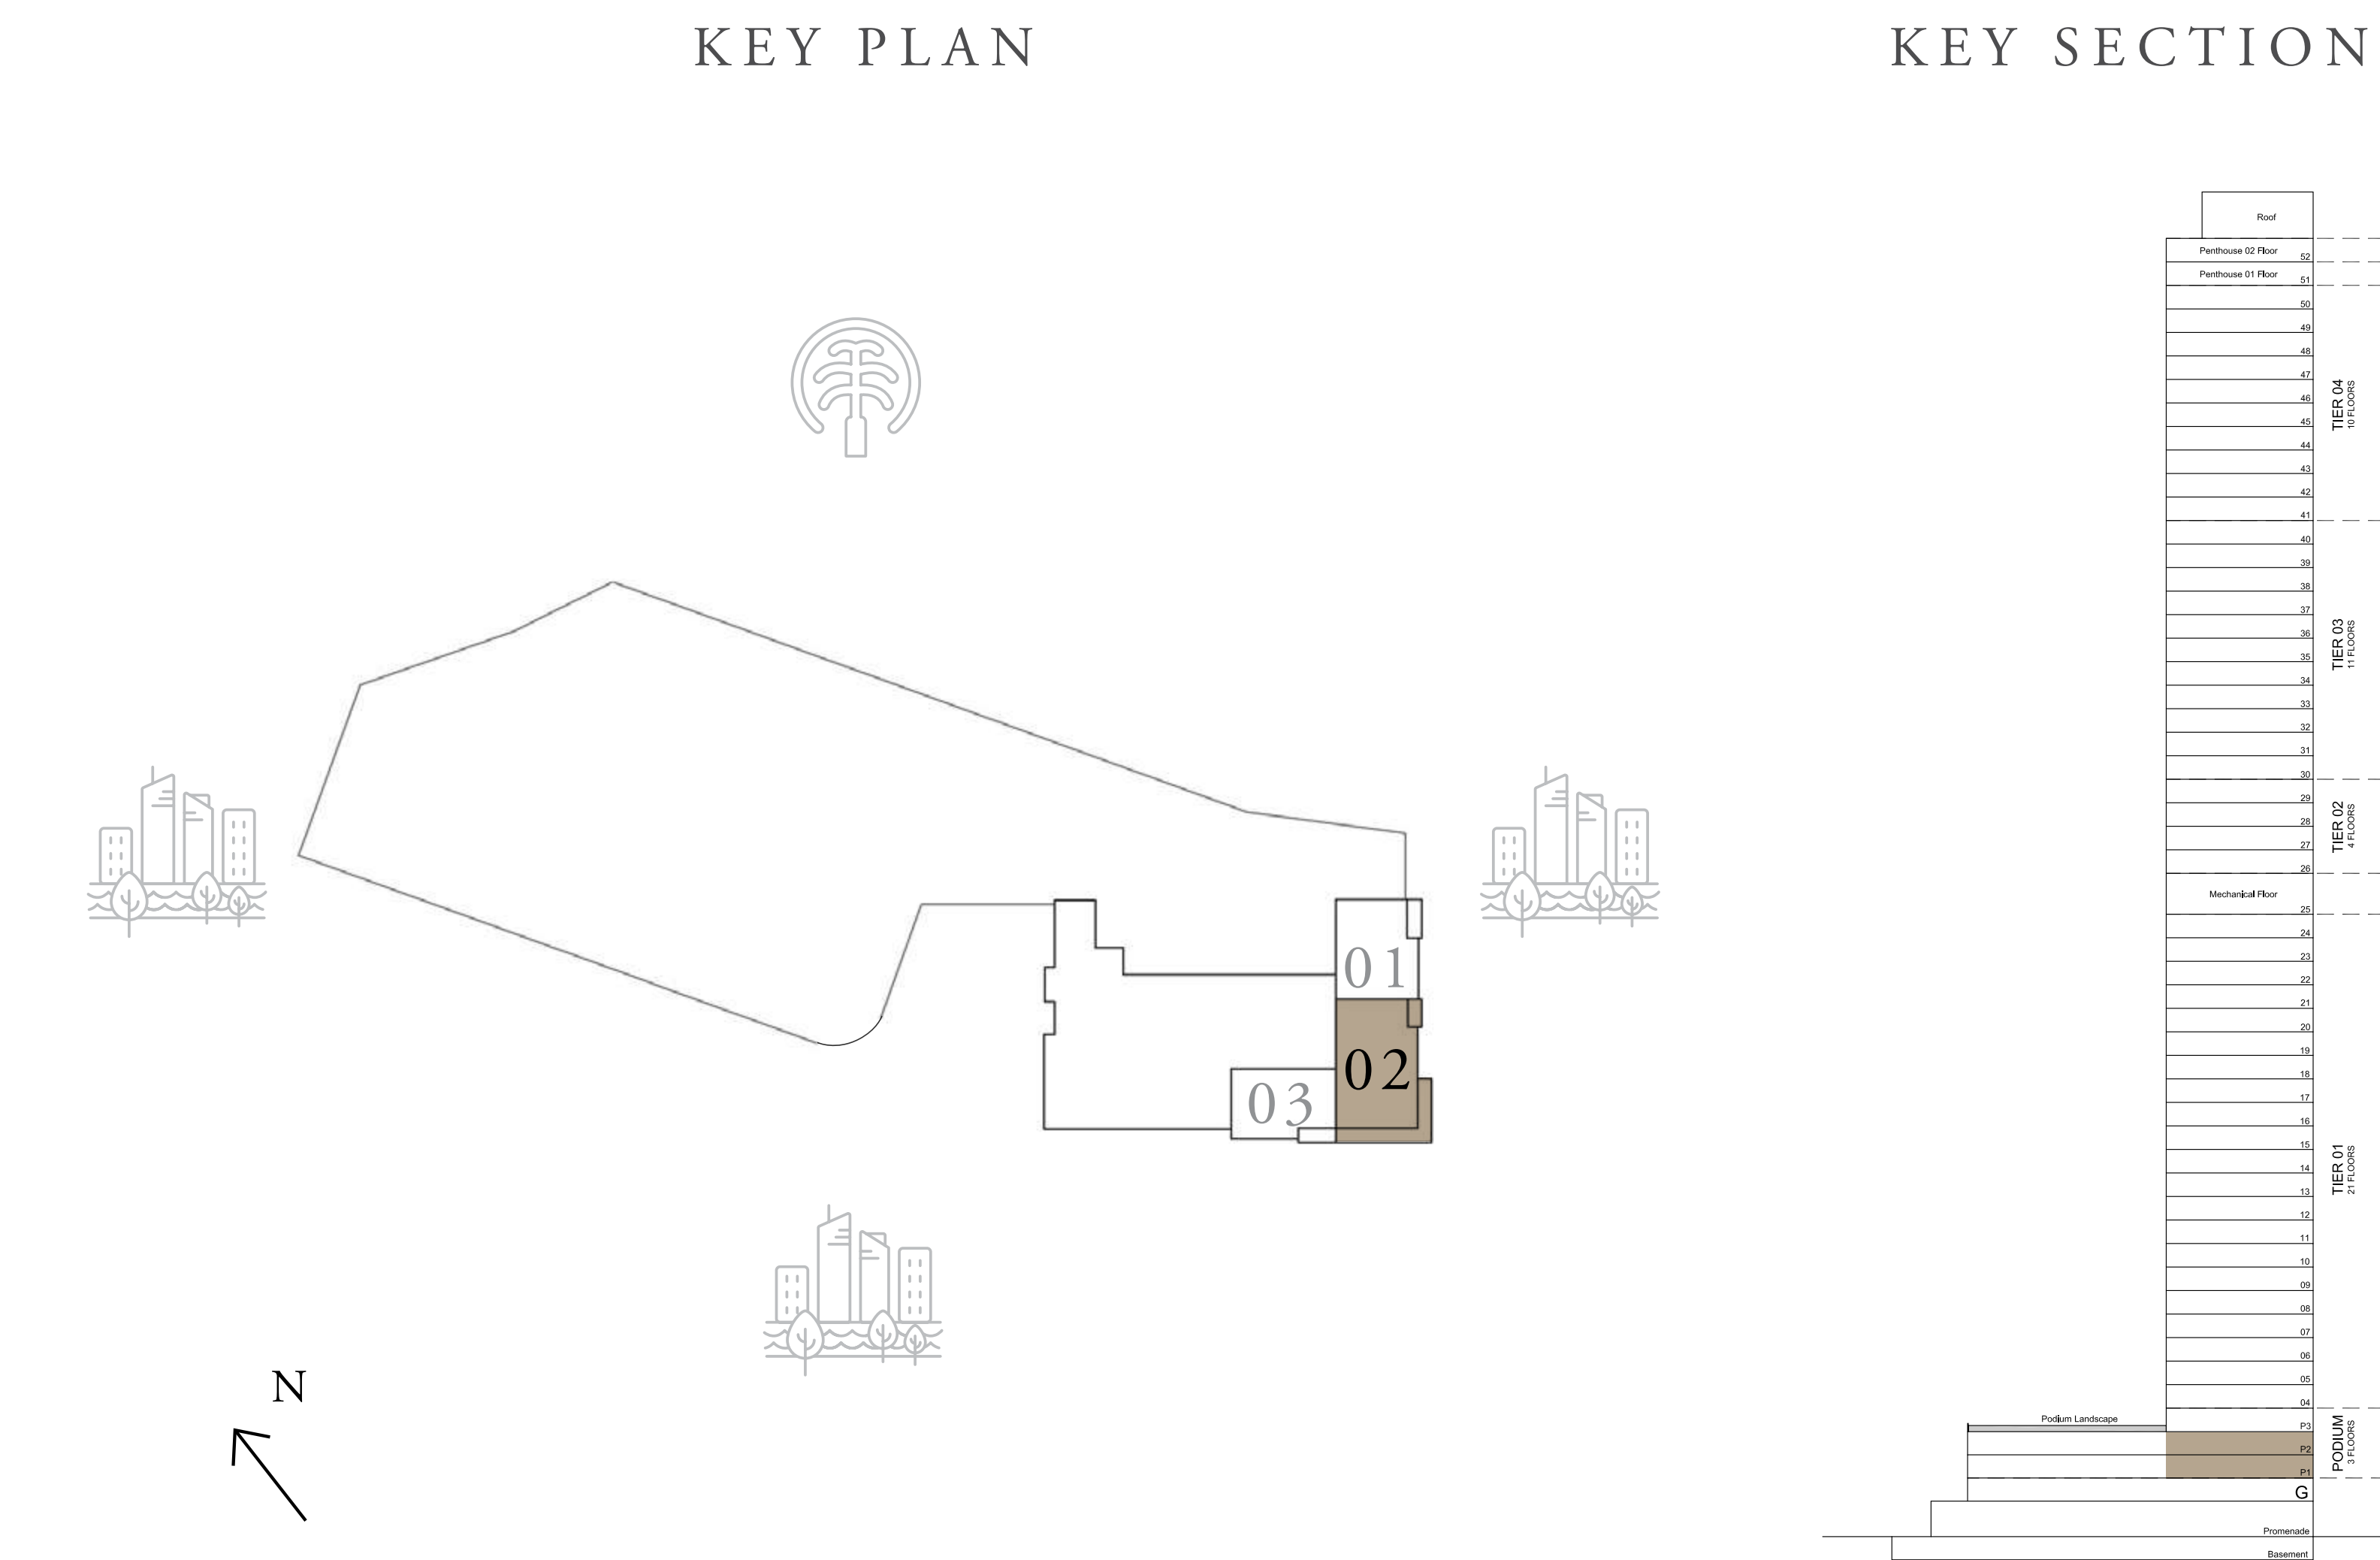 KEY PLAN
KEY SECTION
Roof
Penthouse 02 Floor
52
Penthouse 01 Floor
51
50
49
48
47
46
45
44
43
42
41
TIER 04
10 FLOORS
40
39
38
37
36
35
34
33
32
31
30
TIER 03
11 FLOORS
29
28
27
26
TIER 02
4 FLOORS
Mechanical Floor
25
24
23
22
21
20
19
18
17
16
15
14
13
12
11
10
09
08
07
06
05
04
TIER 01
21 FLOORS
Podium Landscape
P3
P2
P1
PODIUM
3 FLOORS
G
Promenade
Basement
01
02
03
N